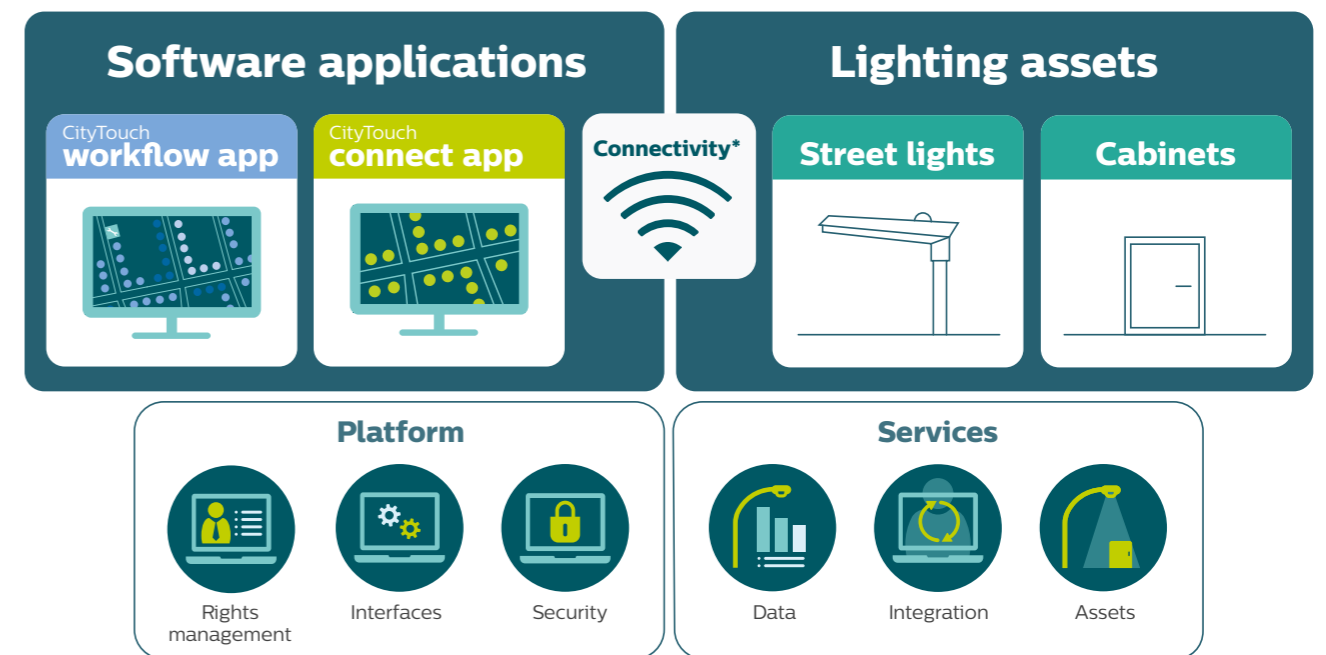 Software applications
Lighting assets
CityTouch
workflow app
CityTouch
connect app
Connectivity*
Street lights
Cabinets
Platform
Rights
management
Interfaces
Security
Services
Data
Integration
Assets